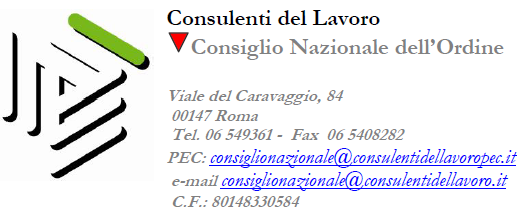 Consulenti del Lavoro
Consiglio Nazionale dell'Ordine
Viale del Caravaggio, 84
00147 Roma
Tel. 06 549361 - Fax 06 5408282
PEC: consiglionazionale@consulentidellavoropec.it
e-mail consiglionazionale@consulentidellavoro.it
C.F.: 80148330584